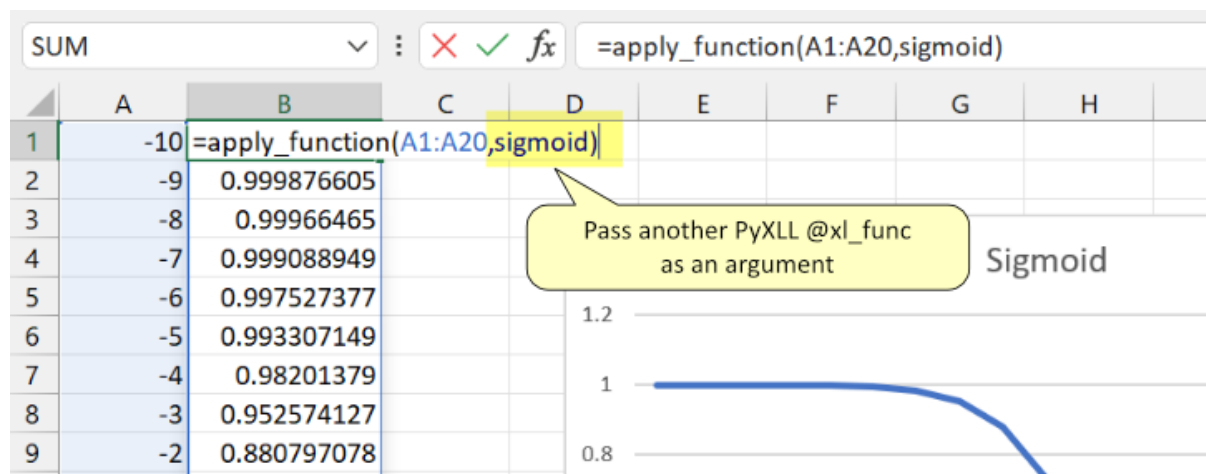 SUM =apply_function(A1:A20,sigmoid)
A B C D E F G H
1 -10 =apply_function(A1:A20,sigmoid)
2 -9 0.999876605
3 -8 0.99966465
Pass another PyXLL @xl_func
as an argument
4 -7 0.999088949
Sigmoid
5 -6 0.997527377
1.2
6 -5 0.993307149
7 -4 0.98201379
1
8 -3 0.952574127
9 -2 0.880797078
0.8